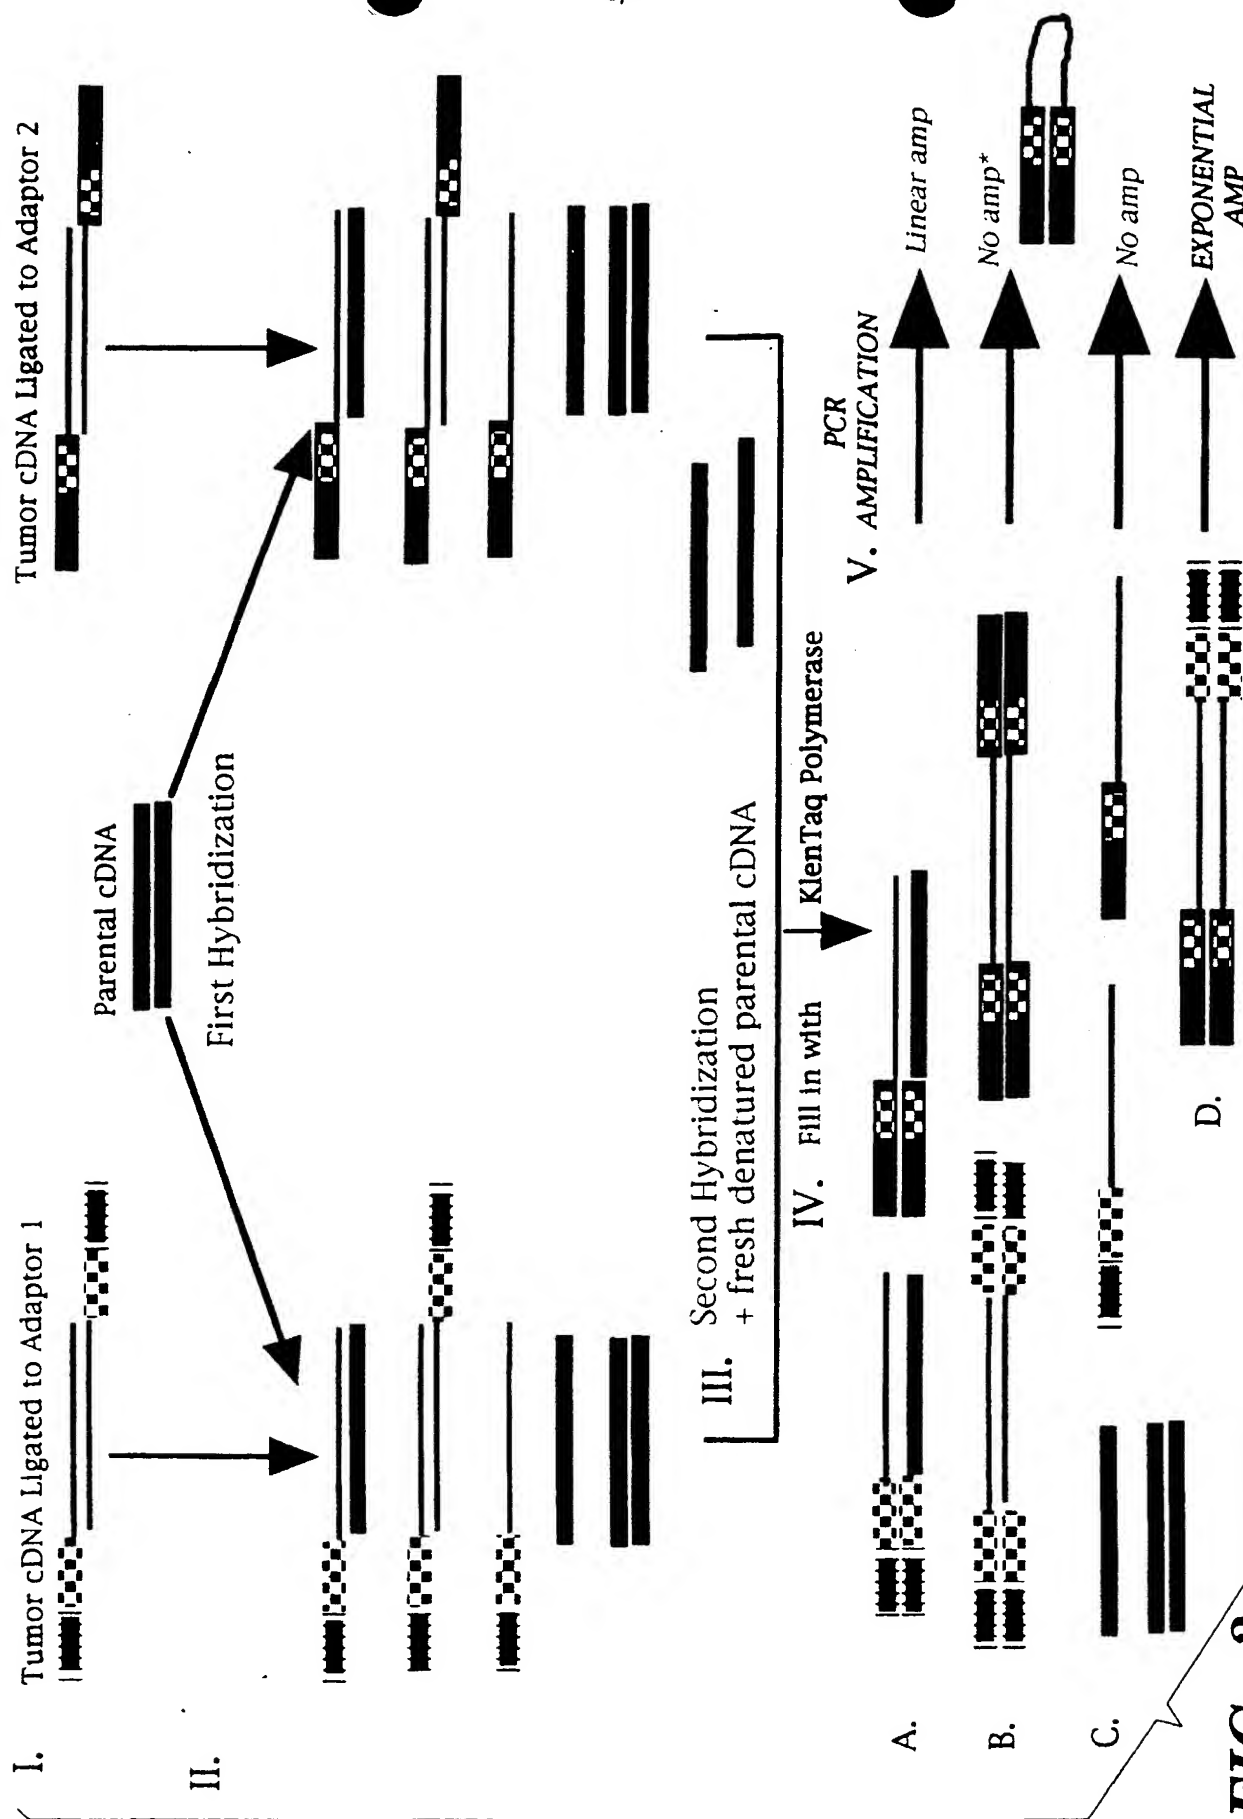 I.
Tumor cDNA Ligated to Adaptor 1
Tumor cDNA Ligated to Adaptor 2
Parental cDNA
II.
First Hybridization
III. Second Hybridization
+ fresh denatured parental cDNA
IV. Fill in with KlenTaq Polymerase
PCR
V. AMPLIFICATION
A.
Linear amp
B.
No amp*
C.
No amp
D.
EXPONENTIAL
AMP